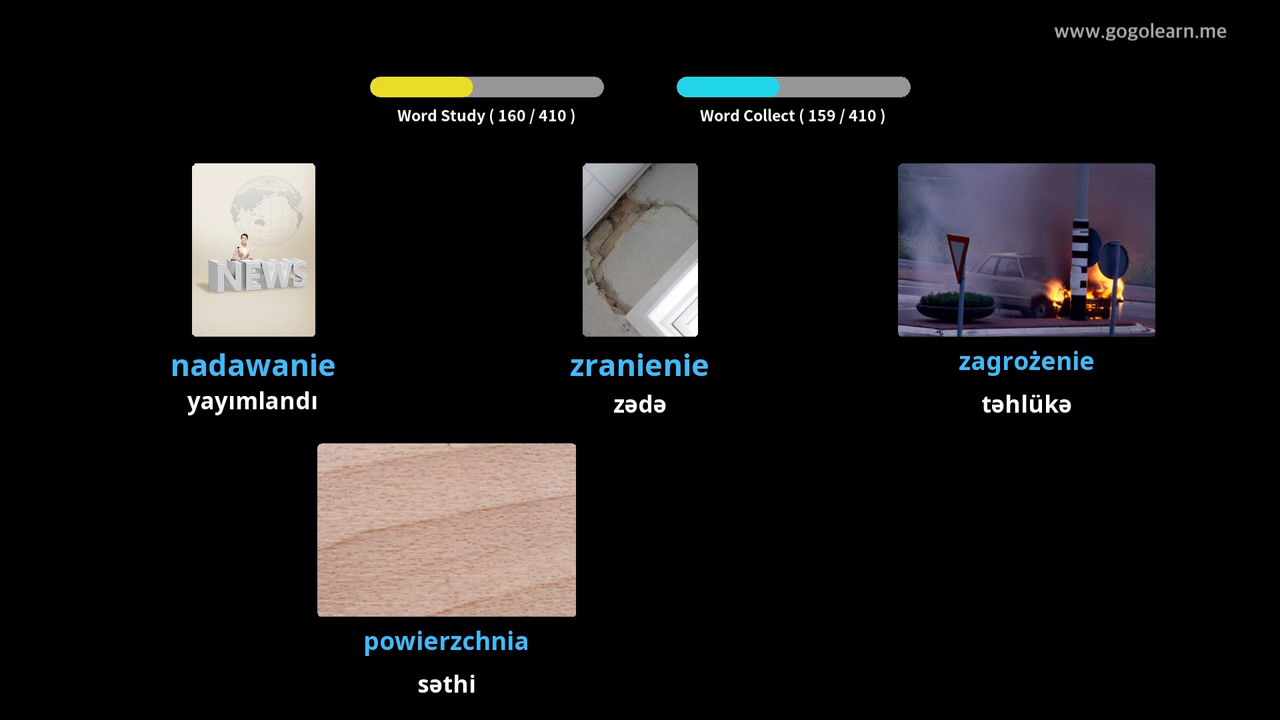 www.gogolearn.me
Word Study ( 160 / 410 )
Word Collect ( 159 / 410 )
NEWS
nadawanie
yayımlandı
zranienie
zədə
zagrożenie
təhlükə
powierzchnia
səthi